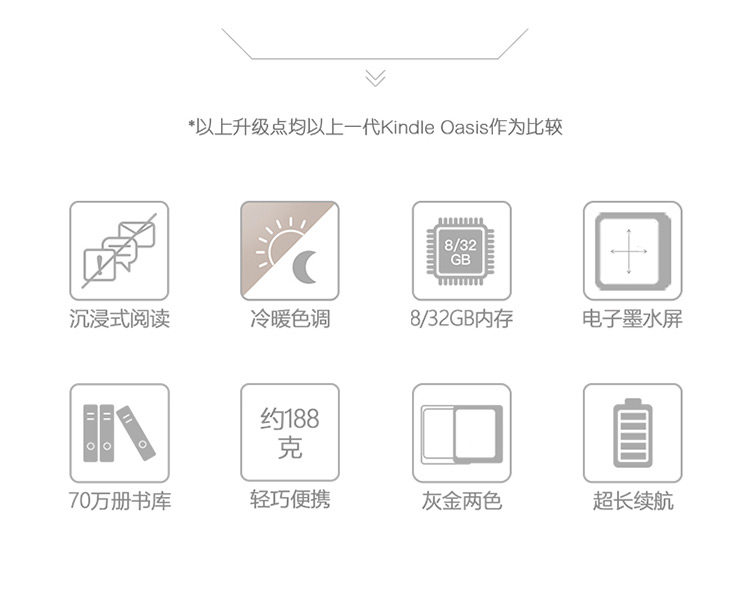 *以上升级点均以上一代Kindle Oasis作为比较
8/32
GB
沉浸式阅读
冷暖色调
8/32GB内存
电子墨水屏
约188
克
70万册书库
轻巧便携
灰金两色
超长续航